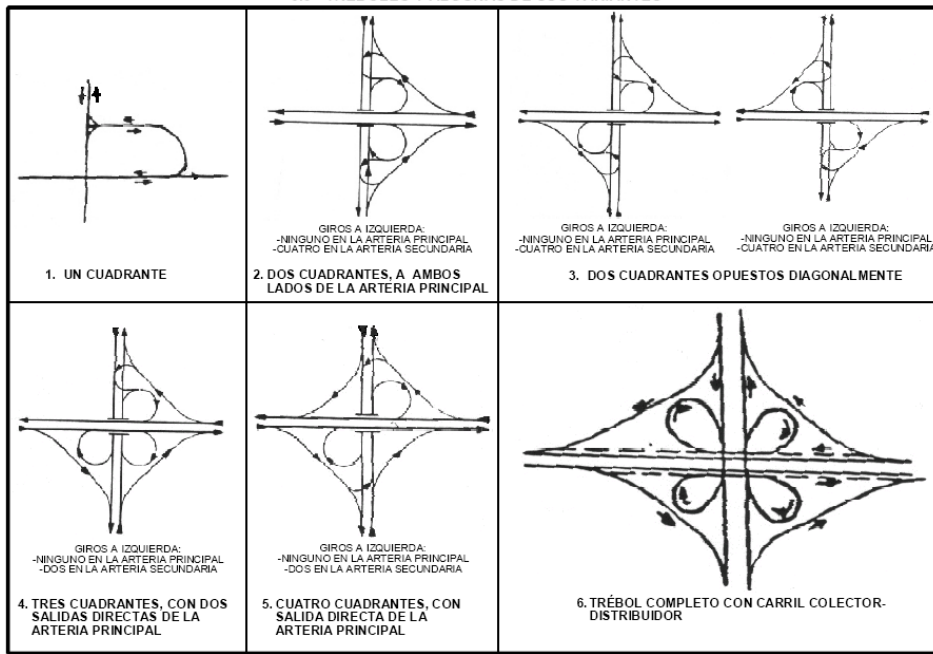 GIROS A IZQUIERDA:
-NINGUNO EN LA ARTERIA PRINCIPAL
-CUATRO EN LA ARTERIA SECUNDARIA
GIROS A IZQUIERDA:
-NINGUNO EN LA ARTERIA PRINCIPAL
-CUATRO EN LA ARTERIA SECUNDARIA
GIROS A IZQUIERDA:
-NINGUNO EN LA ARTERIA PRINCIPAL
-CUATRO EN LA ARTERIA SECUNDARIA
1. UN CUADRANTE
2. DOS CUADRANTES, A AMBOS
LADOS DE LA ARTERIA PRINCIPAL
3. DOS CUADRANTES OPUESTOS DIAGONALMENTE
GIROS A IZQUIERDA:
-NINGUNO EN LA ARTERIA PRINCIPAL
-DOS EN LA ARTERIA SECUNDARIA
GIROS A IZQUIERDA:
-NINGUNO EN LA ARTERIA PRINCIPAL
-DOS EN LA ARTERIA SECUNDARIA
4. TRES CUADRANTES, CON DOS
SALIDAS DIRECTAS DE LA
ARTERIA PRINCIPAL
5. CUATRO CUADRANTES, CON
SALIDA DIRECTA DE LA
ARTERIA PRINCIPAL
6. TRÉBOL COMPLETO CON CARRIL COLECTOR-
DISTRIBUIDOR